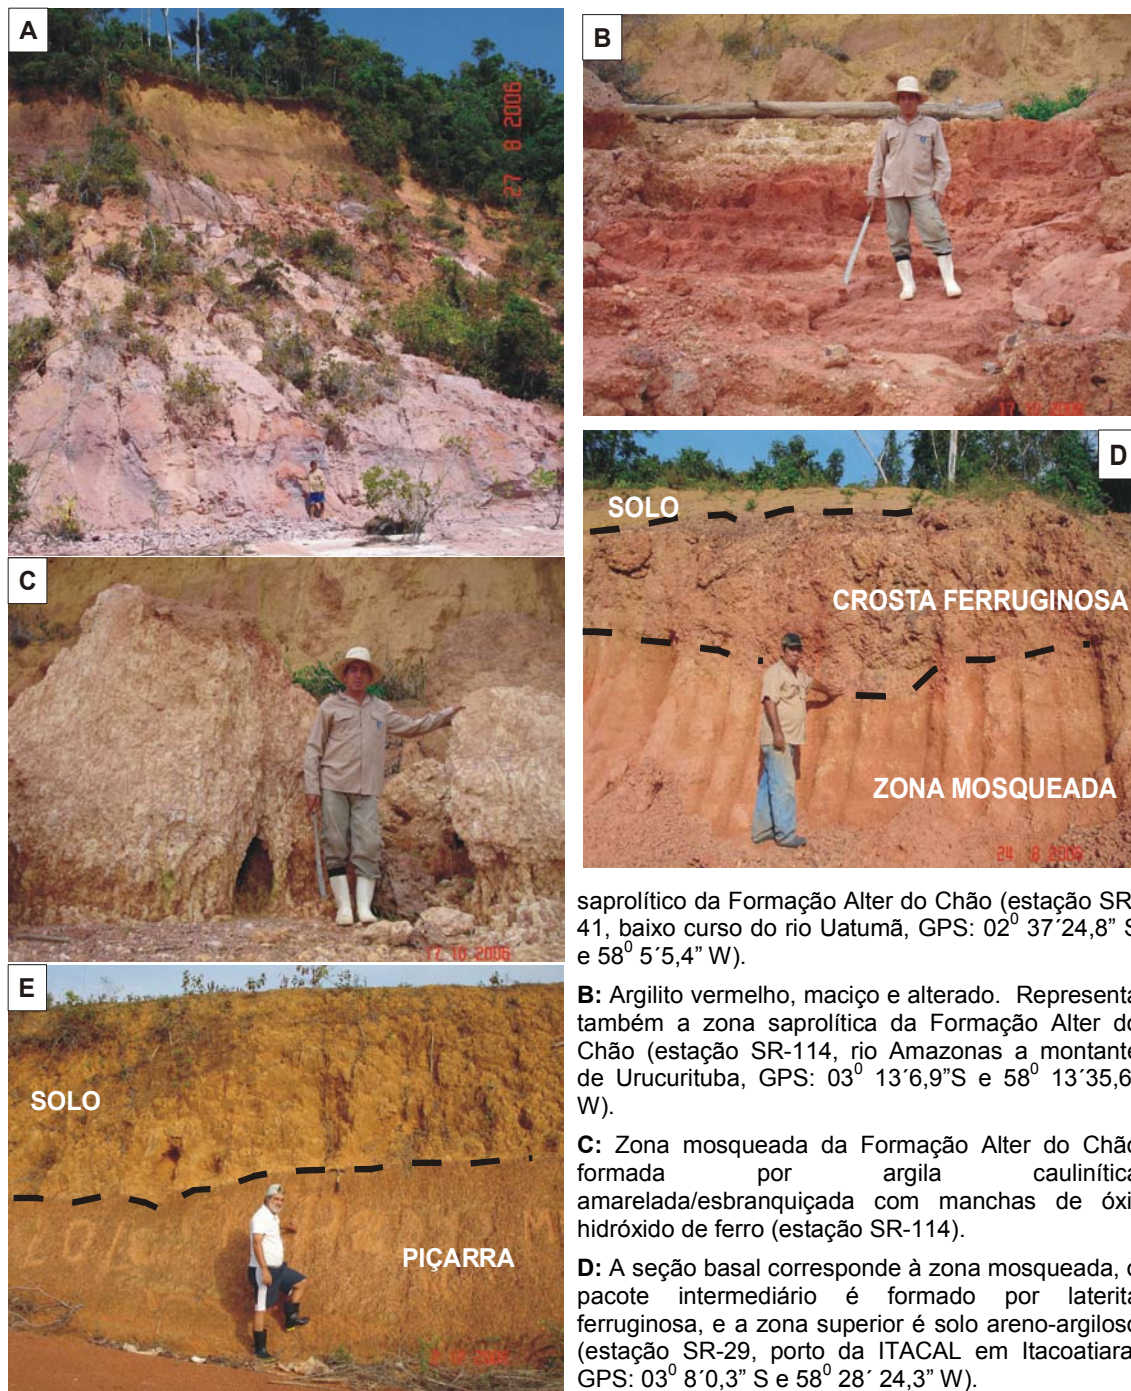 A
27 8 2006
B
17 10 2006
C
17 10 2006
D
SOLO
CROSTA FERRUGINOSA
ZONA MOSQUEADA
24 8 2006
E
SOLO
PIÇARRA
saprolítico da Formação Alter do Chão (estação SR-
41, baixo curso do rio Uatumã, GPS: 02⁰ 37´24,8” S
e 58⁰ 5´5,4” W).
B: Argilito vermelho, maciço e alterado. Representa
também a zona saprolítica da Formação Alter do
Chão (estação SR-114, rio Amazonas a montante
de Urucurituba, GPS: 03⁰ 13´6,9”S e 58⁰ 13´35,6
W).
C: Zona mosqueada da Formação Alter do Chão
formada por argila caulinítica
amarelada/esbranquiçada com manchas de óxi
hidróxido de ferro (estação SR-114).
D: A seção basal corresponde à zona mosqueada, o
pacote intermediário é formado por laterita
ferruginosa, e a zona superior é solo areno-argiloso
(estação SR-29, porto da ITACAL em Itacoatiara
GPS: 03⁰ 8´0,3” S e 58⁰ 28´ 24,3” W).